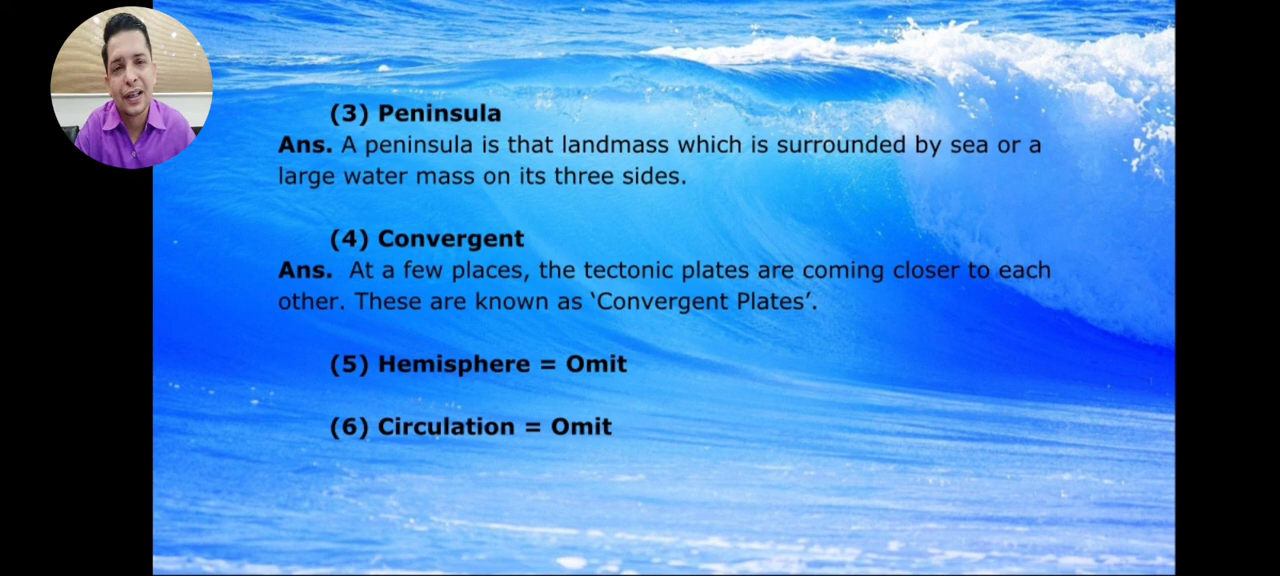 (3) Peninsula
Ans. A peninsula is that landmass which is surrounded by sea or a
large water mass on its three sides.
(4) Convergent
Ans. At a few places, the tectonic plates are coming closer to each
other. These are known as ‘Convergent Plates’.
(5) Hemisphere = Omit
(6) Circulation = Omit